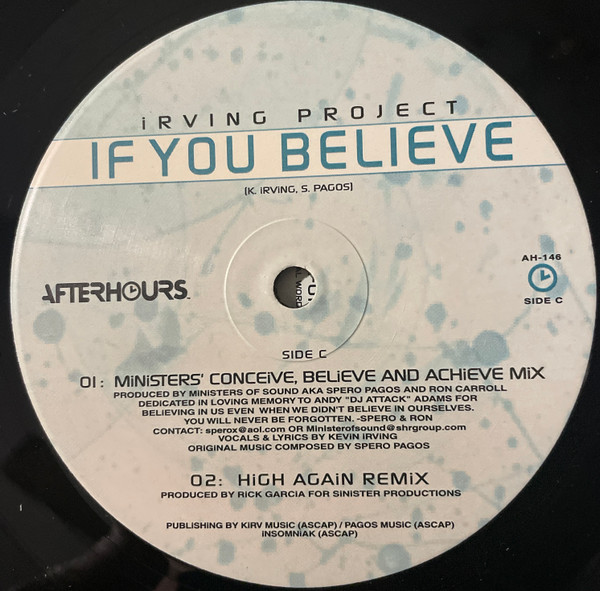 iRVING PROJECT
IF YOU BELIEVE
(K. IRVING, S. PAGOS)
AFTERHOURS™
AH-146
SIDE C
SIDE C
01: MINISTERS' CONCEIVE, BELIEVE AND ACHIEVE MIX
PRODUCED BY MINISTERS OF SOUND AKA SPERO PAGOS AND RON CARROLL
DEDICATED IN LOVING MEMORY TO ANDY "DJ ATTACK" ADAMS FOR
BELIEVING IN US EVEN WHEN WE DIDN'T BELIEVE IN OURSELVES.
YOU WILL NEVER BE FORGOTTEN. -SPERO & RON
CONTACT: sperox@aol.com OR Ministerofsound@shrgroup.com
VOCALS & LYRICS BY KEVIN IRVING
ORIGINAL MUSIC COMPOSED BY SPERO PAGOS
02: HIGH AGAIN REMIX
PRODUCED BY RICK GARCIA FOR SINISTER PRODUCTIONS
PUBLISHING BY KIRV MUSIC (ASCAP) / PAGOS MUSIC (ASCAP)
INSOMNIAK (ASCAP)